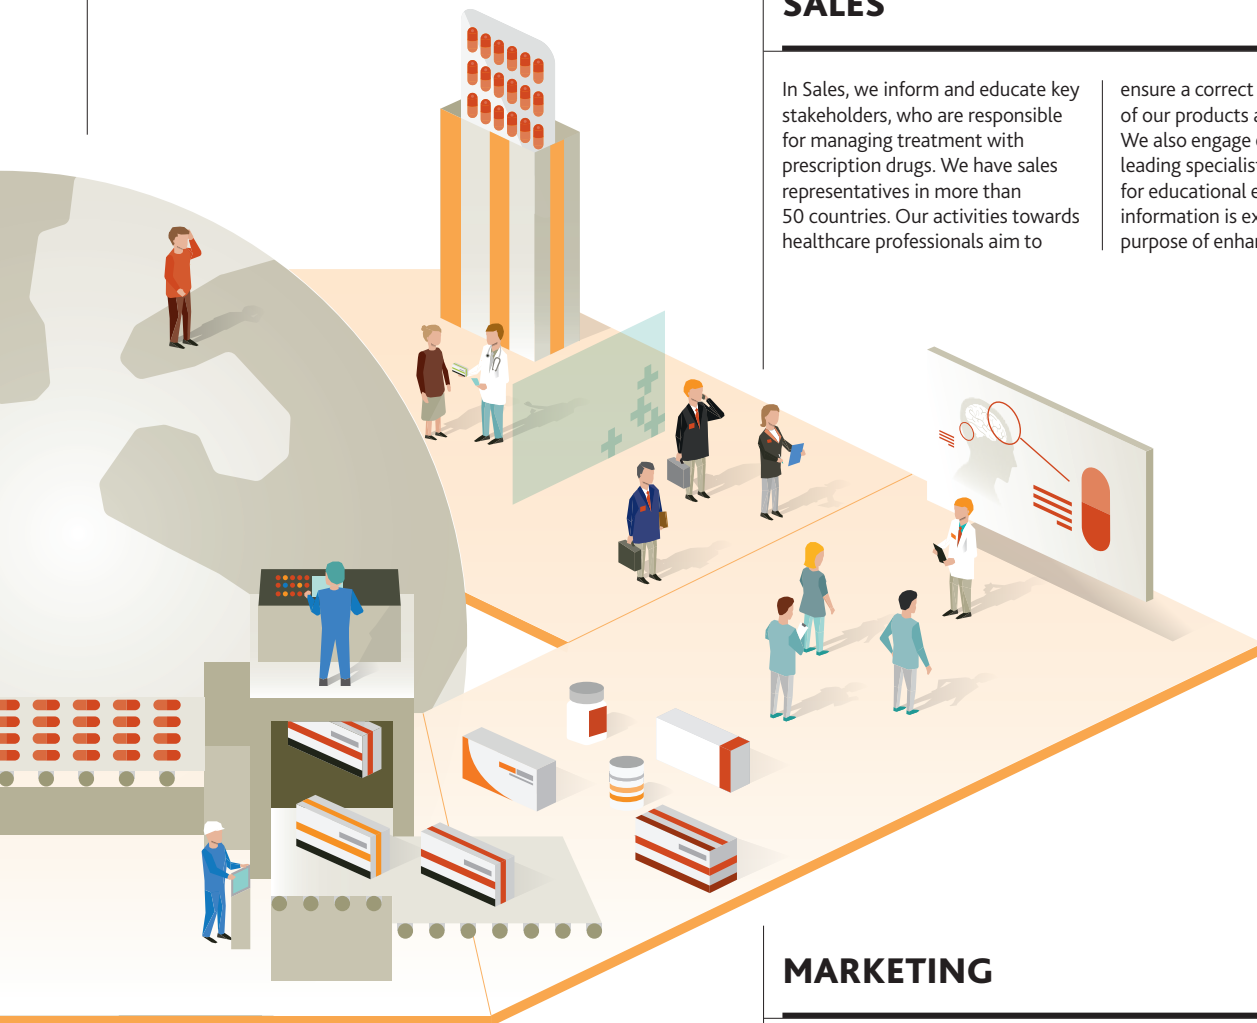 SALES
In Sales, we inform and educate key
stakeholders, who are responsible
for managing treatment with
prescription drugs. We have sales
representatives in more than
50 countries. Our activities towards
healthcare professionals aim to
ensure a correct
of our products
We also engage
leading specialis
for educational
information is
purpose of
MARKETING